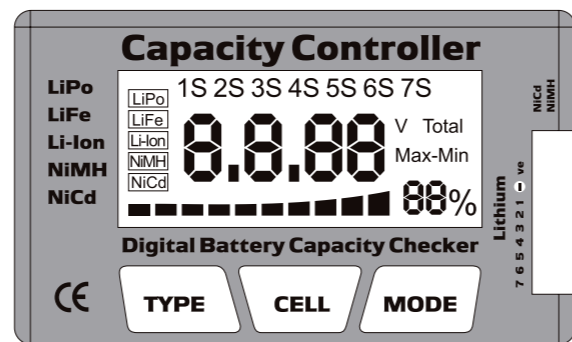 Capacity Controller
LiPo
LiFe
Li-Ion
NiMH
NiCd
LiPo
LiFe
Li-Ion
NiMH
NiCd
1S 2S 3S 4S 5S 6S 7S
8.8.88
V Total
Max-Min
88%
Digital Battery Capacity Checker
CE
TYPE
CELL
MODE
NiCd
NiMH
Lithium
7 6 5 4 3 2 1 - ve